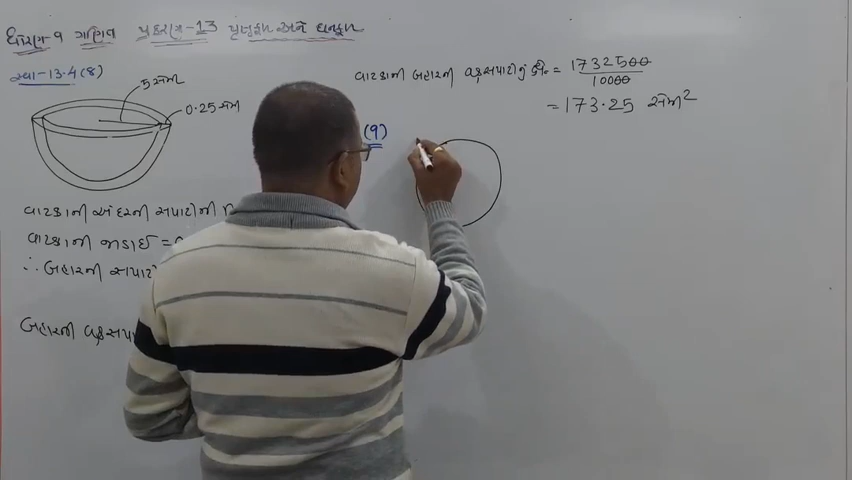 ધોરણ-૧ ગણિત પ્રકરણ-13 પૃષ્ઠફળ અને ઘનફળ
સ્વા-13.4(8)
5 સેમી
0.25 સેમી
વાટકાની અંદરની સપાટીની
વાટકાની જાડાઈ =
∴ બહારની સપાટી
બહારની વક્રસપા
વાટકાની બહારની વક્રસપાટીનું ક્ષે. = 1732500/10000
= 173.25 સેમી²
(9)